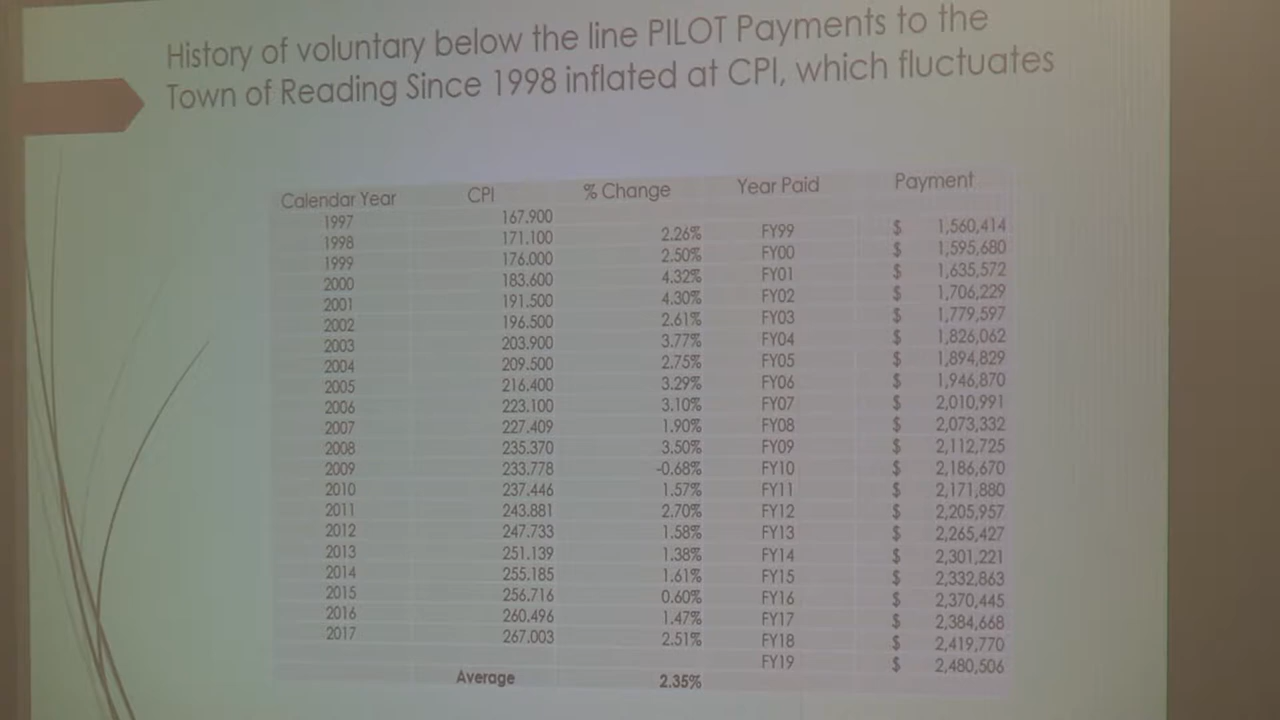 History of voluntary below the line PILOT Payments to the
Town of Reading Since 1998 inflated at CPI, which fluctuates
Calendar Year CPI % Change Year Paid Payment
1997 167.900
1998 171.100 2.26% FY99 $ 1,560,414
1999 176.000 2.50% FY00 $ 1,595,680
2000 183.600 4.32% FY01 $ 1,635,572
2001 191.500 4.30% FY02 $ 1,706,229
2002 196.500 2.61% FY03 $ 1,779,597
2003 203.900 3.77% FY04 $ 1,826,062
2004 209.500 2.75% FY05 $ 1,894,829
2005 216.400 3.29% FY06 $ 1,946,870
2006 223.100 3.10% FY07 $ 2,010,991
2007 227.409 1.90% FY08 $ 2,073,332
2008 235.370 3.50% FY09 $ 2,112,725
2009 233.778 -0.68% FY10 $ 2,186,670
2010 237.446 1.57% FY11 $ 2,171,880
2011 243.881 2.70% FY12 $ 2,205,957
2012 247.733 1.58% FY13 $ 2,265,427
2013 251.139 1.38% FY14 $ 2,301,221
2014 255.185 1.61% FY15 $ 2,332,863
2015 256.716 0.60% FY16 $ 2,370,445
2016 260.496 1.47% FY17 $ 2,384,668
2017 267.003 2.51% FY18 $ 2,419,770
FY19 $ 2,480,506
Average 2.35%